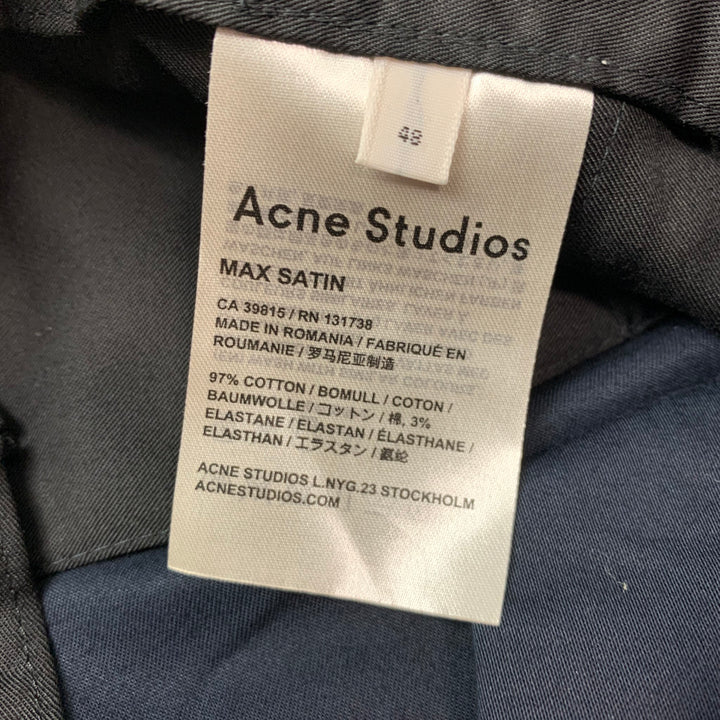 48
Acne Studios
MAX SATIN
CA 39815 / RN 131738
MADE IN ROMANIA / FABRIQUÉ EN
ROUMANIE / 罗马尼亚制造
97% COTTON / BOMULL / COTON /
BAUMWOLLE / コットン / 棉, 3%
ELASTANE / ELASTAN / ÉLASTHANE /
ELASTHAN / エラスタン / 氨纶
ACNE STUDIOS L.NYG.23 STOCKHOLM
ACNESTUDIOS.COM